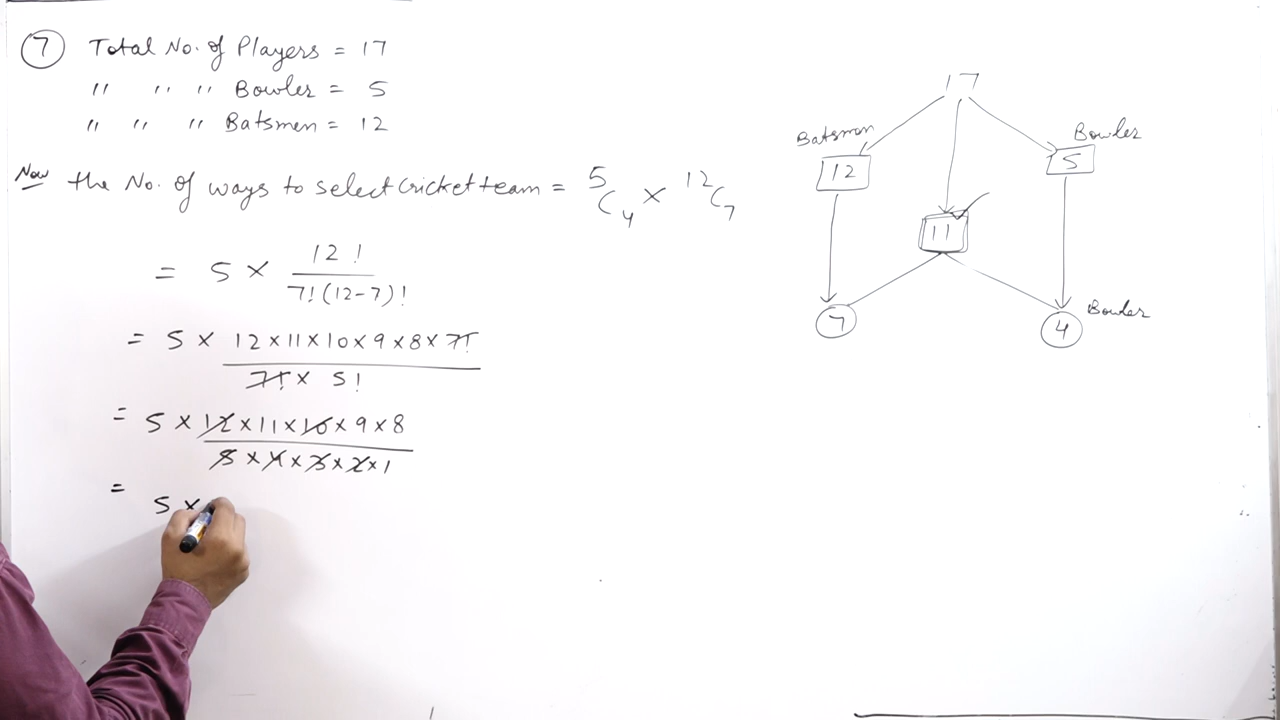 7 Total No. of Players = 17
" " " Bowler = 5
" " " Batsmen = 12
Now the No. of ways to select cricket team = ⁵C₄ × ¹²C₇
= 5 × 12! / 7!(12-7)!
= 5 × 12×11×10×9×8×7! / 7!× 5!
= 5 × 12×11×10×9×8 / 5×4×3×2×1
= 5 ×
17
Batsmen
Bowler
12
5
11
7
4
Bowler